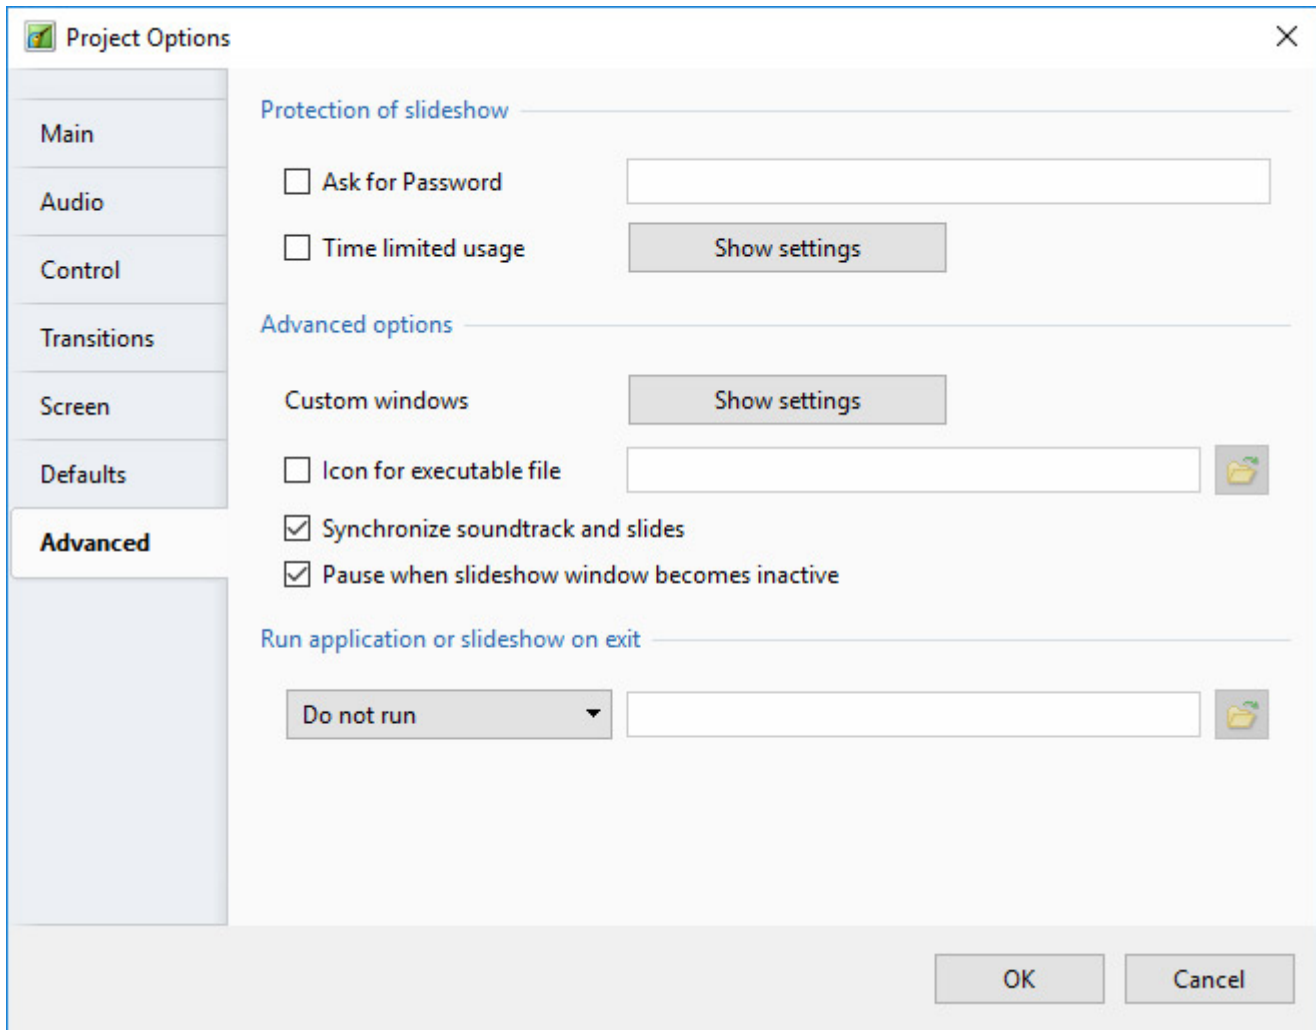 Project Options
Main
Audio
Control
Transitions
Screen
Defaults
Advanced
Protection of slideshow
Ask for Password
Time limited usage Show settings
Advanced options
Custom windows Show settings
Icon for executable file
Synchronize soundtrack and slides
Pause when slideshow window becomes inactive
Run application or slideshow on exit
Do not run
OK Cancel